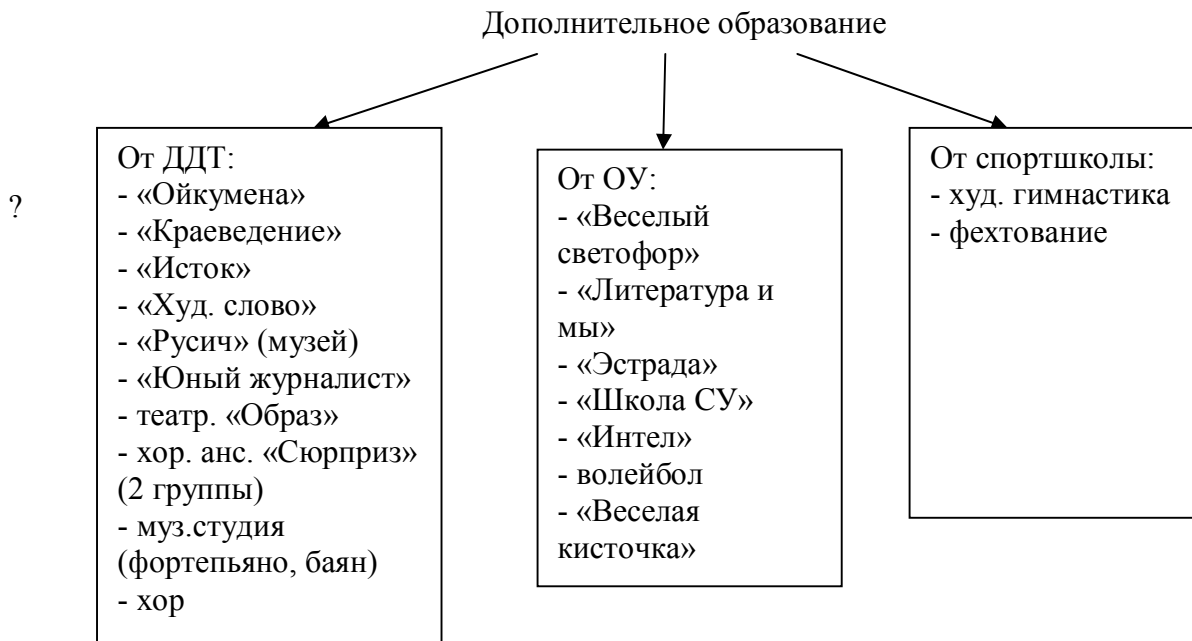 Дополнительное образование
?
От ДДТ:
- «Ойкумена»
- «Краеведение»
- «Исток»
- «Худ. слово»
- «Русич» (музей)
- «Юный журналист»
- театр. «Образ»
- хор. анс. «Сюрприз»
(2 группы)
- муз.студия
(фортепьяно, баян)
- хор
От ОУ:
- «Веселый
светофор»
- «Литература и
мы»
- «Эстрада»
- «Школа СУ»
- «Интел»
- волейбол
- «Веселая
кисточка»
От спортшколы:
- худ. гимнастика
- фехтование